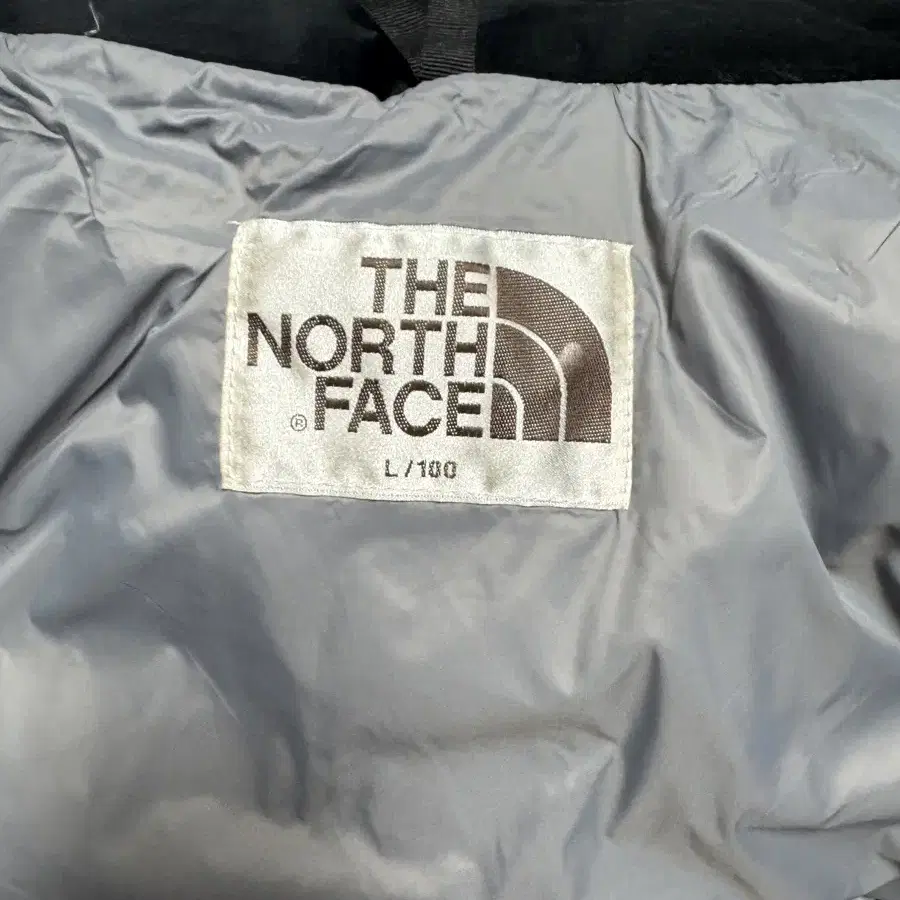 THE
NORTH
FACE
®
L/100